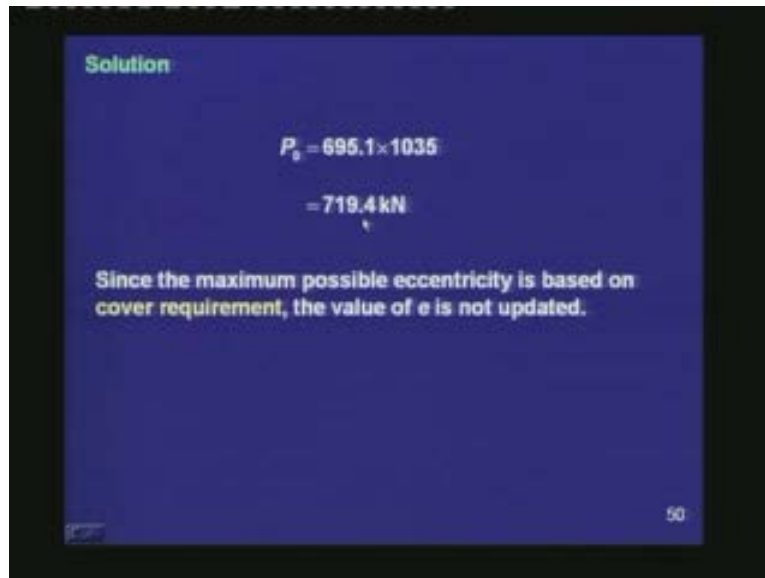 Solution
P₀ = 695.1×1035
= 719.4 kN
Since the maximum possible eccentricity is based on
cover requirement, the value of e is not updated.
50